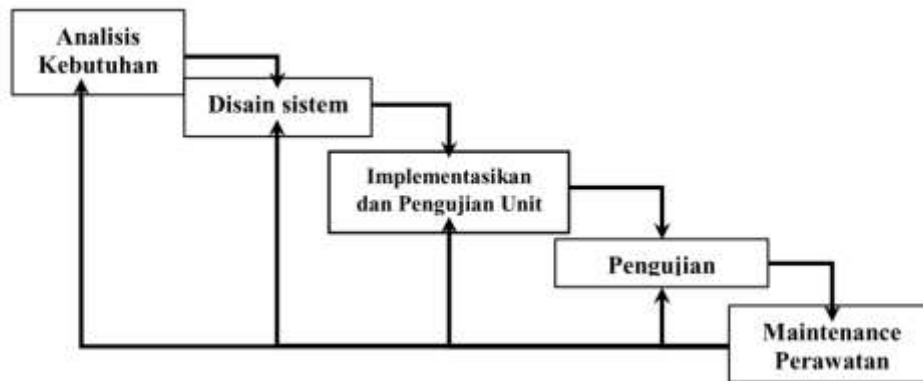 Analisis
Kebutuhan
Disain sistem
Implementasikan
dan Pengujian Unit
Pengujian
Maintenance
Perawatan